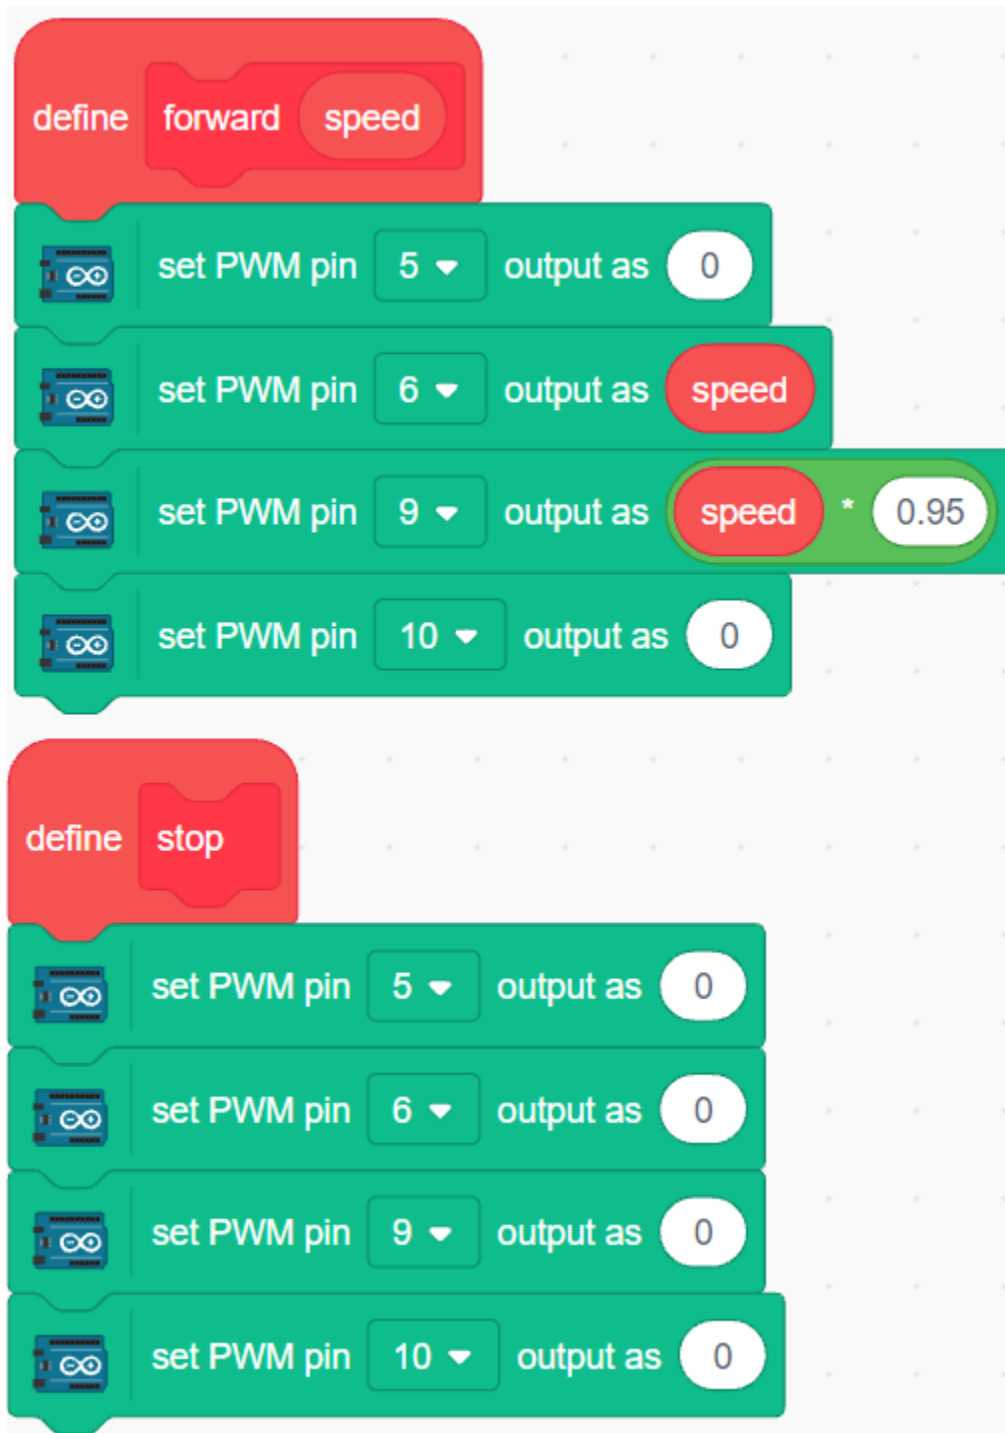 define forward speed
set PWM pin 5 output as 0
set PWM pin 6 output as speed
set PWM pin 9 output as speed * 0.95
set PWM pin 10 output as 0
define stop
set PWM pin 5 output as 0
set PWM pin 6 output as 0
set PWM pin 9 output as 0
set PWM pin 10 output as 0